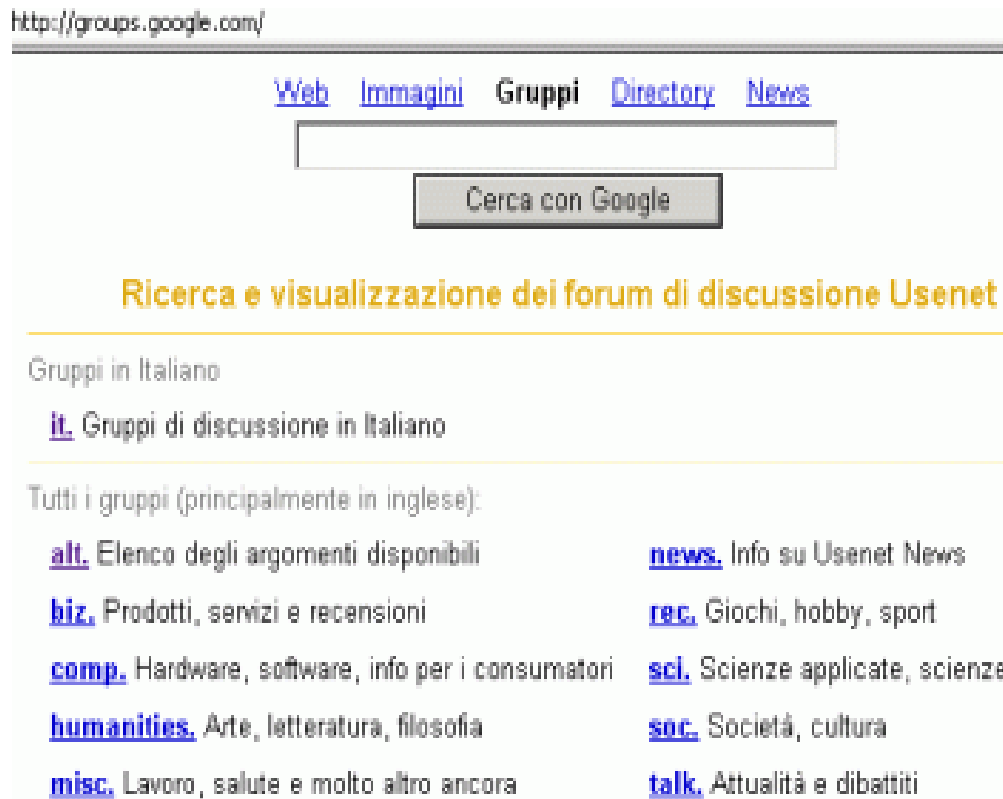 http://groups.google.com/
Web Immagini Gruppi Directory News
Cerca con Google
Ricerca e visualizzazione dei forum di discussione Usenet
Gruppi in Italiano
it. Gruppi di discussione in Italiano
Tutti i gruppi (principalmente in inglese):
alt. Elenco degli argomenti disponibili
news. Info su Usenet News
biz. Prodotti, servizi e recensioni
rec. Giochi, hobby, sport
comp. Hardware, software, info per i consumatori
sci. Scienze applicate, scienze
humanities. Arte, letteratura, filosofia
soc. Società, cultura
misc. Lavoro, salute e molto altro ancora
talk. Attualità e dibattiti